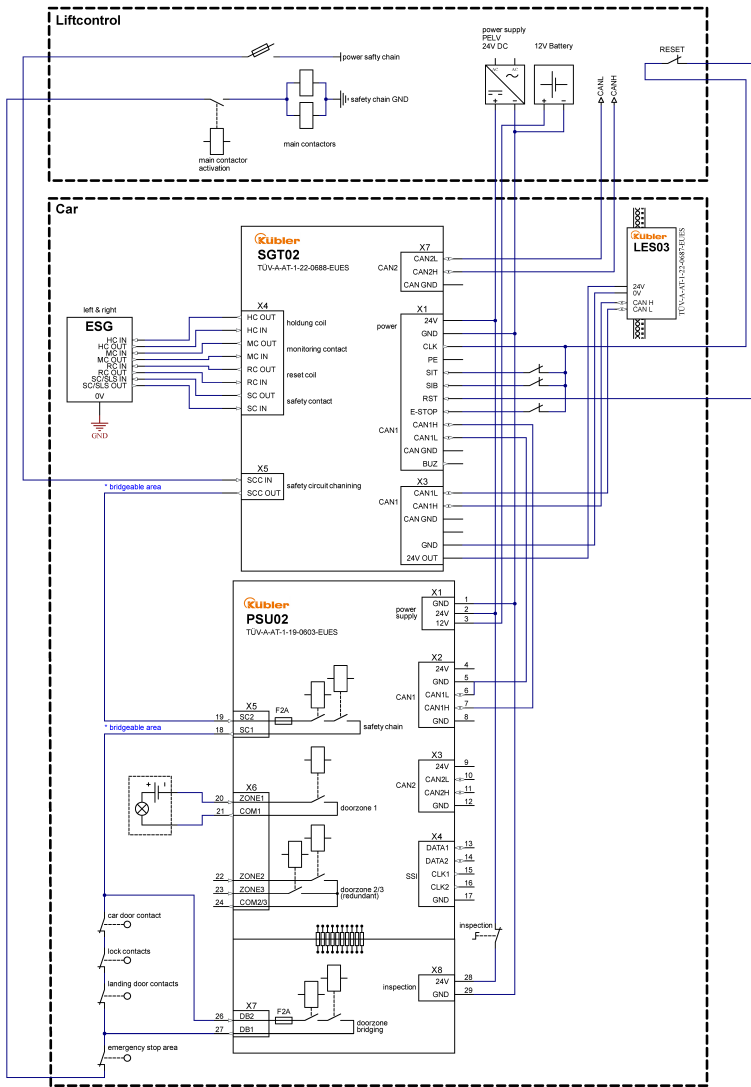 Liftcontrol
power safty chain
safety chain GND
main contactors
main contactor
activation
power supply
PELV
24V DC
AC
AC
+
−
12V Battery
+
−
CANL
CANH
RESET
Car
Kübler
SGT02
TÜV-A-AT-1-22-0688-EUES
X7
CAN2
CAN2L
CAN2H
CAN GND
Kübler
LES03
TÜV-A-AT-1-22-0687-EUES
24V
0V
CAN H
CAN L
left & right
ESG
HC IN
HC OUT
MC IN
MC OUT
RC IN
RC OUT
SC/SLS IN
SC/SLS OUT
0V
GND
X4
HC OUT
HC IN
MC OUT
MC IN
RC OUT
RC IN
SC OUT
SC IN
holdung coil
monitoring contact
reset coil
safety contact
X1
power
24V
GND
CLK
PE
SIT
SIB
RST
E-STOP
CAN1
CAN1H
CAN1L
CAN GND
BUZ
X5
SCC IN
SCC OUT
safety circuit chanining
* bridgeable area
X3
CAN1
CAN1L
CAN1H
CAN GND
GND
24V OUT
Kübler
PSU02
TÜV-A-AT-1-19-0603-EUES
X1
power
supply
GND 1
24V 2
12V 3
X2
CAN1
24V 4
GND 5
CAN1L 6
CAN1H 7
GND 8
X5
19 SC2 F2A
18 SC1
safety chain
* bridgeable area
X3
CAN2
24V 9
CAN2L 10
CAN2H 11
GND 12
+ -
X6
20 ZONE1
21 COM1
doorzone 1
X4
SSI
DATA1 13
DATA2 14
CLK1 15
CLK2 16
GND 17
22 ZONE2
23 ZONE3
24 COM2/3
doorzone 2/3
(redundant)
car door contact
lock contacts
landing door contacts
emergency stop area
inspection
X8
inspection
24V 28
GND 29
X7
26 DB2 F2A
27 DB1
doorzone
bridging